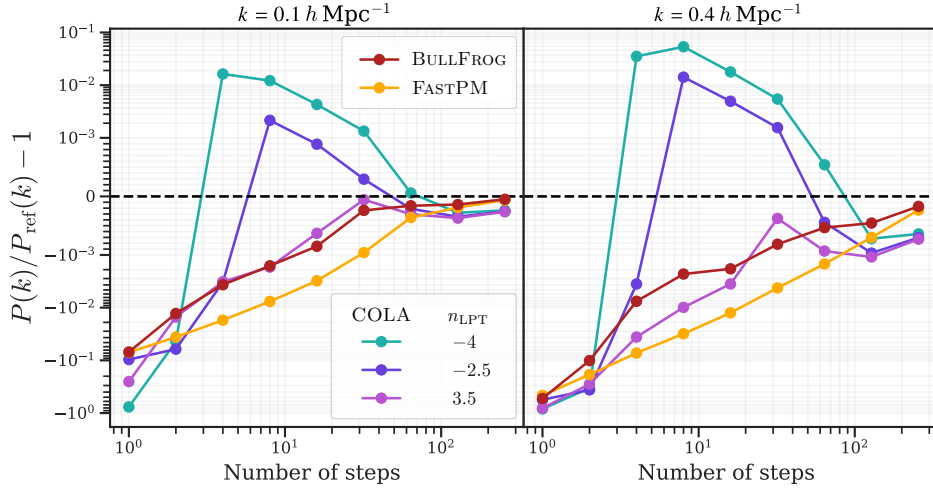 k = 0.1 h Mpc⁻¹
k = 0.4 h Mpc⁻¹
P(k)/P_ref(k) − 1
10⁻¹
10⁻²
10⁻³
0
−10⁻³
−10⁻²
−10⁻¹
−10⁰
BULLFROG
FASTPM
COLA n_LPT
−4
−2.5
3.5
10⁰ 10¹ 10²
10⁰ 10¹ 10²
Number of steps
Number of steps